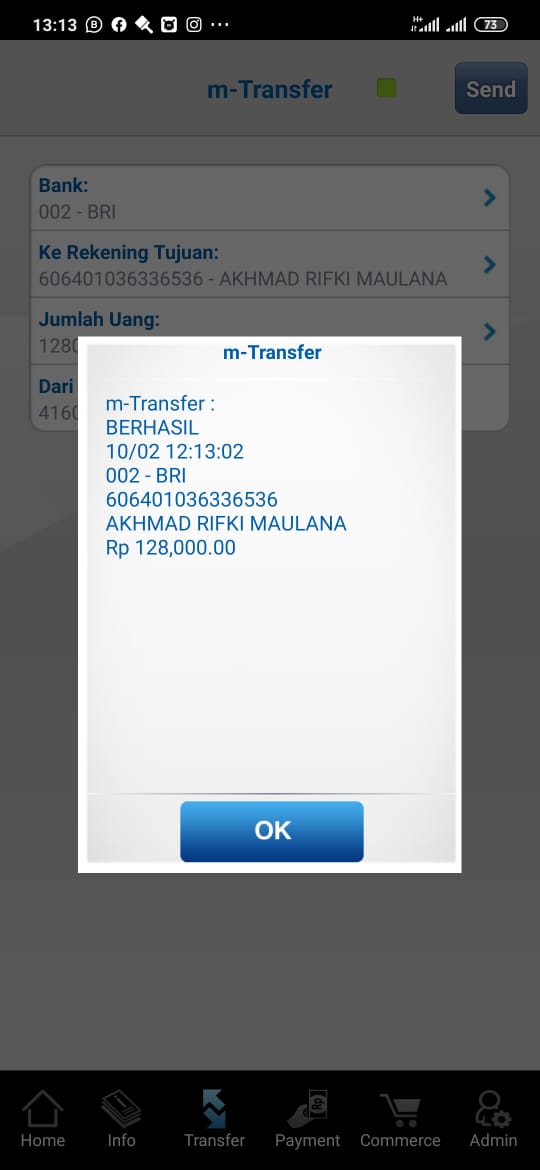 13:13
H+
73
m-Transfer
Send
Bank:
002 - BRI
Ke Rekening Tujuan:
606401036336536 - AKHMAD RIFKI MAULANA
Jumlah Uang:
1280
Dari
4160
m-Transfer
m-Transfer :
BERHASIL
10/02 12:13:02
002 - BRI
606401036336536
AKHMAD RIFKI MAULANA
Rp 128,000.00
OK
Rp
Home
Info
Transfer
Payment
Commerce
Admin